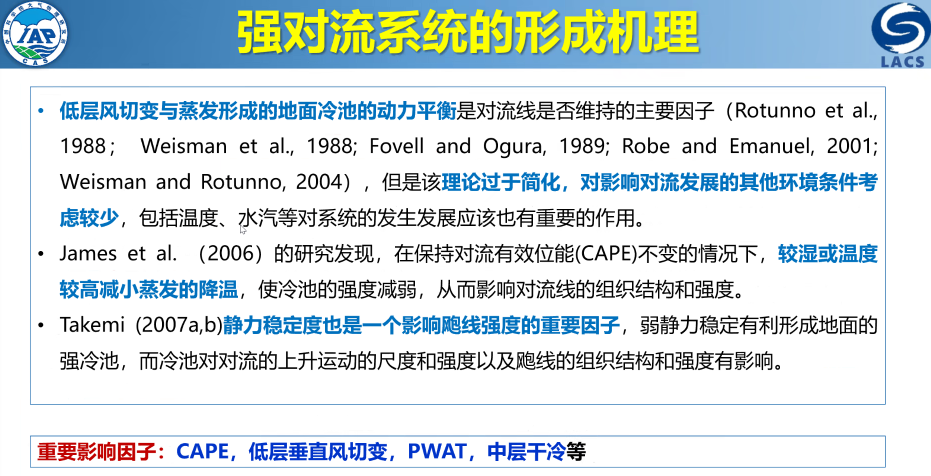 强对流系统的形成机理
IAP
CAS
LACS
• 低层风切变与蒸发形成的地面冷池的动力平衡是对流线是否维持的主要因子（Rotunno et al.,
1988； Weisman et al., 1988; Fovell and Ogura, 1989; Robe and Emanuel, 2001;
Weisman and Rotunno, 2004），但是该理论过于简化，对影响对流发展的其他环境条件考
虑较少，包括温度、水汽等对系统的发生发展应该也有重要的作用。
• James et al. （2006）的研究发现，在保持对流有效位能(CAPE)不变的情况下，较湿或温度
较高减小蒸发的降温，使冷池的强度减弱，从而影响对流线的组织结构和强度。
• Takemi (2007a,b)静力稳定度也是一个影响飑线强度的重要因子，弱静力稳定有利形成地面的
强冷池，而冷池对对流的上升运动的尺度和强度以及飑线的组织结构和强度有影响。
重要影响因子：CAPE，低层垂直风切变，PWAT，中层干冷等